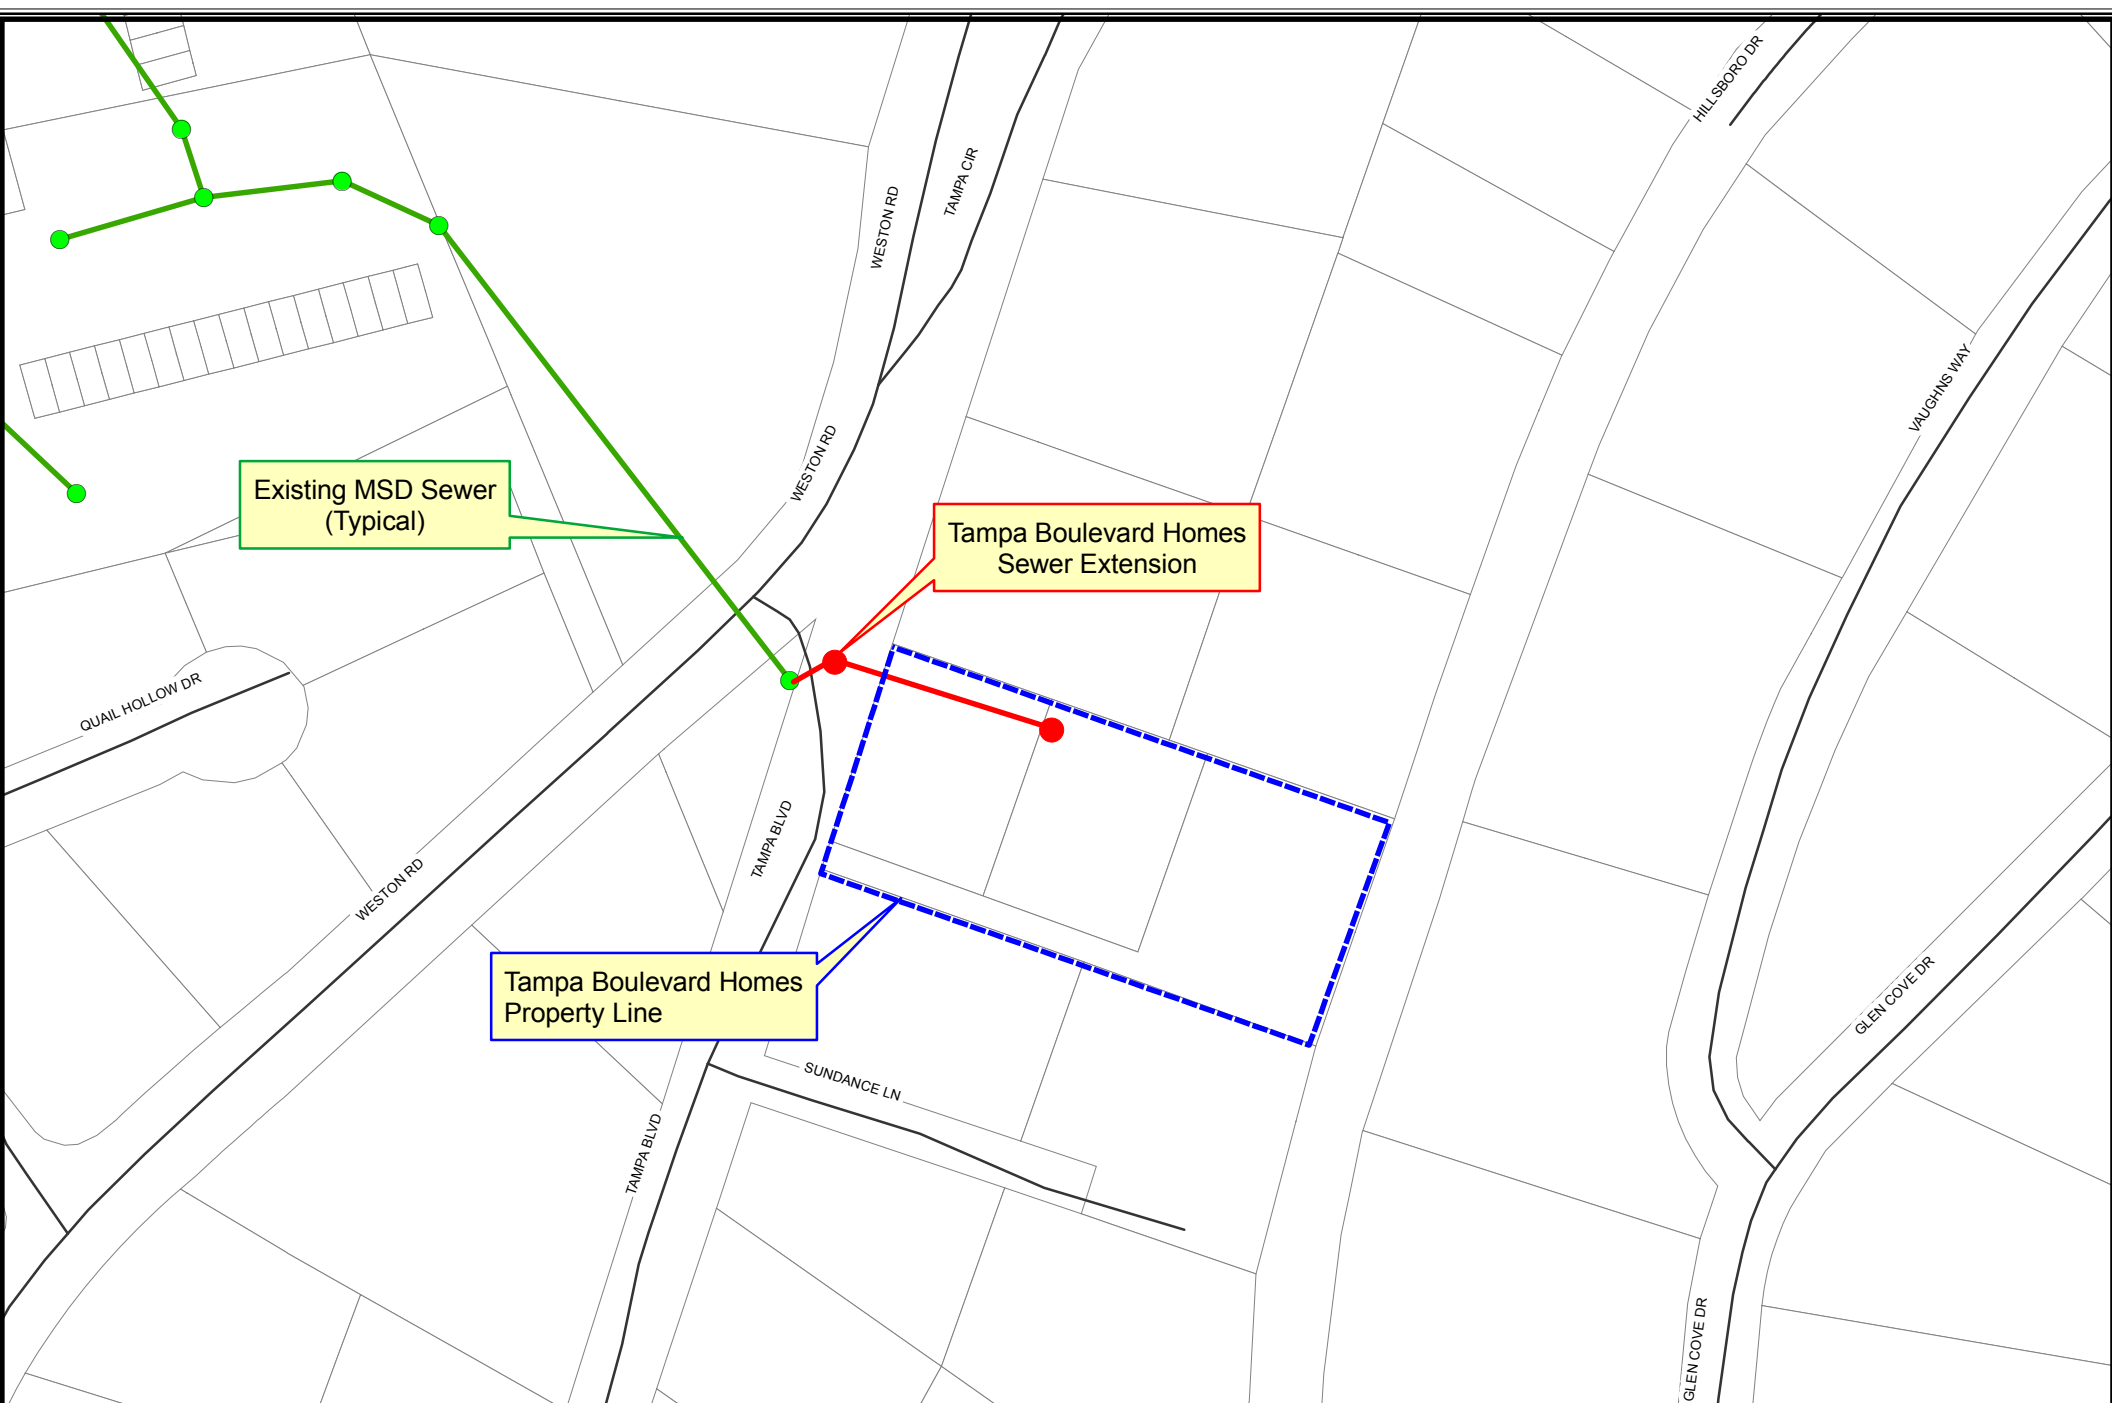 HILLSBORO DR
TAMPA CIR
WESTON RD
VAUGHNS WAY
WESTON RD
Existing MSD Sewer
(Typical)
Tampa Boulevard Homes
Sewer Extension
QUAIL HOLLOW DR
TAMPA BLVD
WESTON RD
Tampa Boulevard Homes
Property Line
GLEN COVE DR
SUNDANCE LN
TAMPA BLVD
GLEN COVE DR